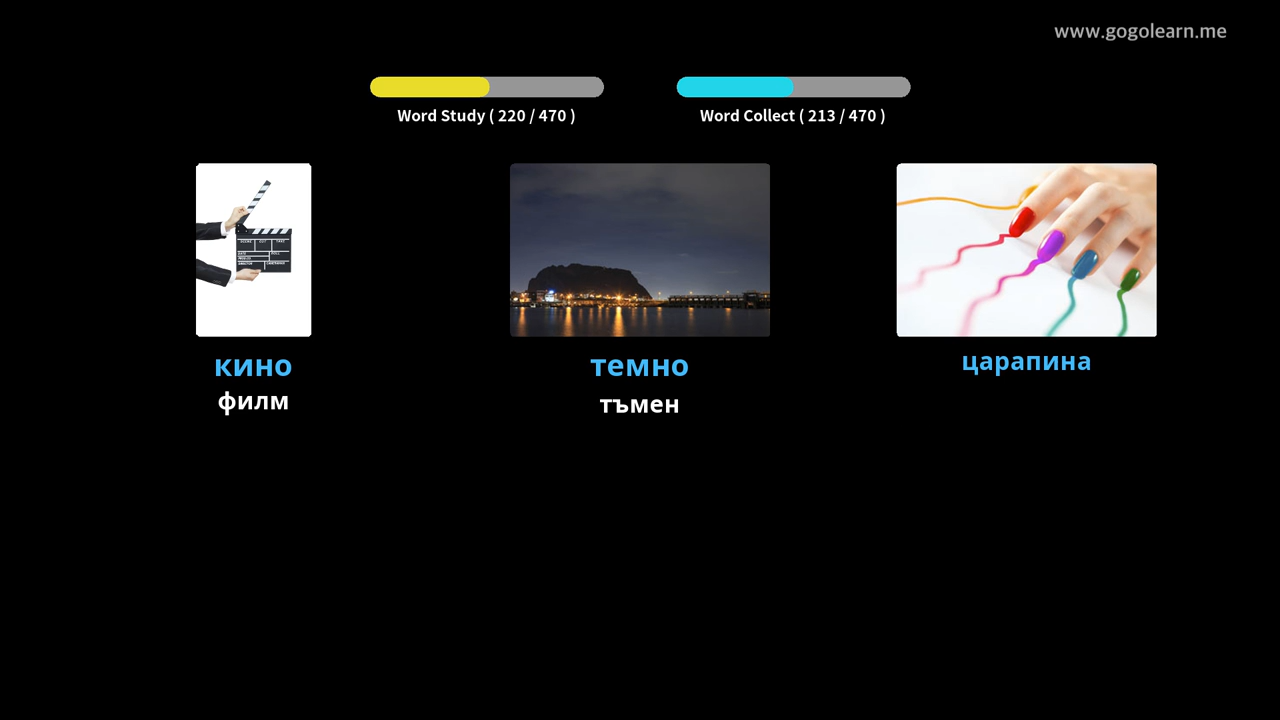 www.gogolearn.me
Word Study ( 220 / 470 )
Word Collect ( 213 / 470 )
кино
филм
темно
тъмен
царапина